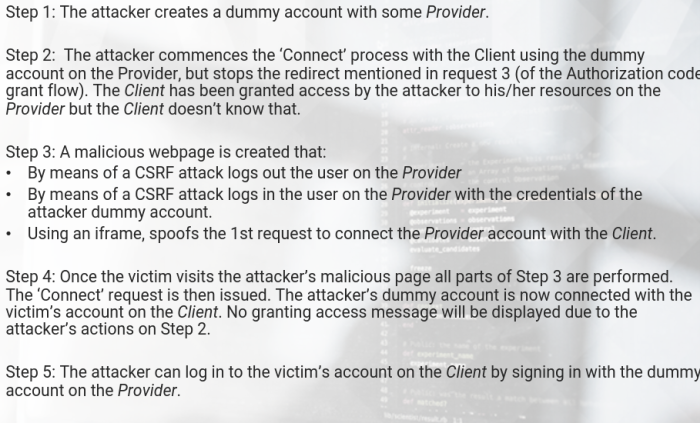 Step 1: The attacker creates a dummy account with some Provider.
Step 2:  The attacker commences the ‘Connect’ process with the Client using the dummy
account on the Provider, but stops the redirect mentioned in request 3 (of the Authorization code
grant flow). The Client has been granted access by the attacker to his/her resources on the
Provider but the Client doesn’t know that.
Step 3: A malicious webpage is created that:
• By means of a CSRF attack logs out the user on the Provider
• By means of a CSRF attack logs in the user on the Provider with the credentials of the
attacker dummy account.
• Using an iframe, spoofs the 1st request to connect the Provider account with the Client.
Step 4: Once the victim visits the attacker’s malicious page all parts of Step 3 are performed.
The ‘Connect’ request is then issued. The attacker’s dummy account is now connected with the
victim’s account on the Client. No granting access message will be displayed due to the
attacker’s actions on Step 2.
Step 5: The attacker can log in to the victim’s account on the Client by signing in with the dummy
account on the Provider.